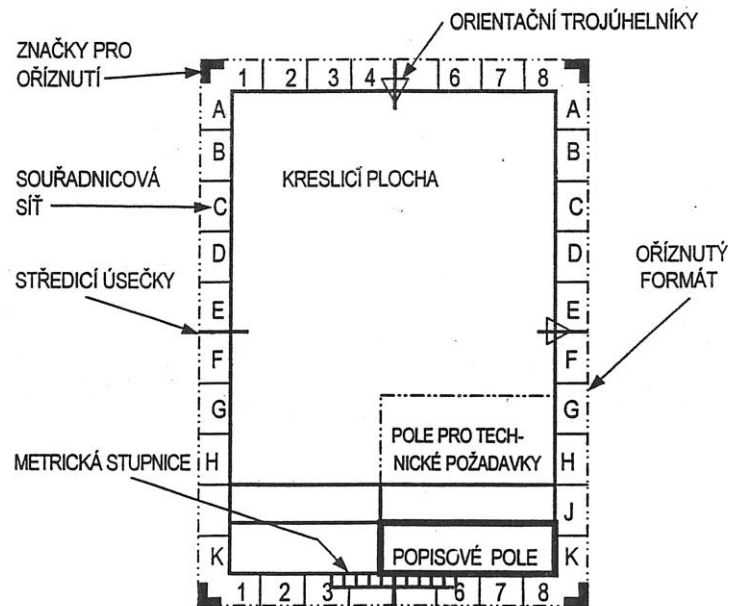 ORIENTAČNÍ TROJÚHELNÍKY
ZNAČKY PRO
OŘÍZNUTÍ
1 2 3 4 6 7 8
A A
B B
SOUŘADNICOVÁ
SÍŤ
KRESLICÍ PLOCHA
C C
D D
STŘEDICÍ ÚSEČKY
OŘÍZNUTÝ
FORMÁT
E E
F F
G G
POLE PRO TECH-
NICKÉ POŽADAVKY
METRICKÁ STUPNICE
H H
J
K K
POPISOVÉ POLE
1 2 3 6 7 8